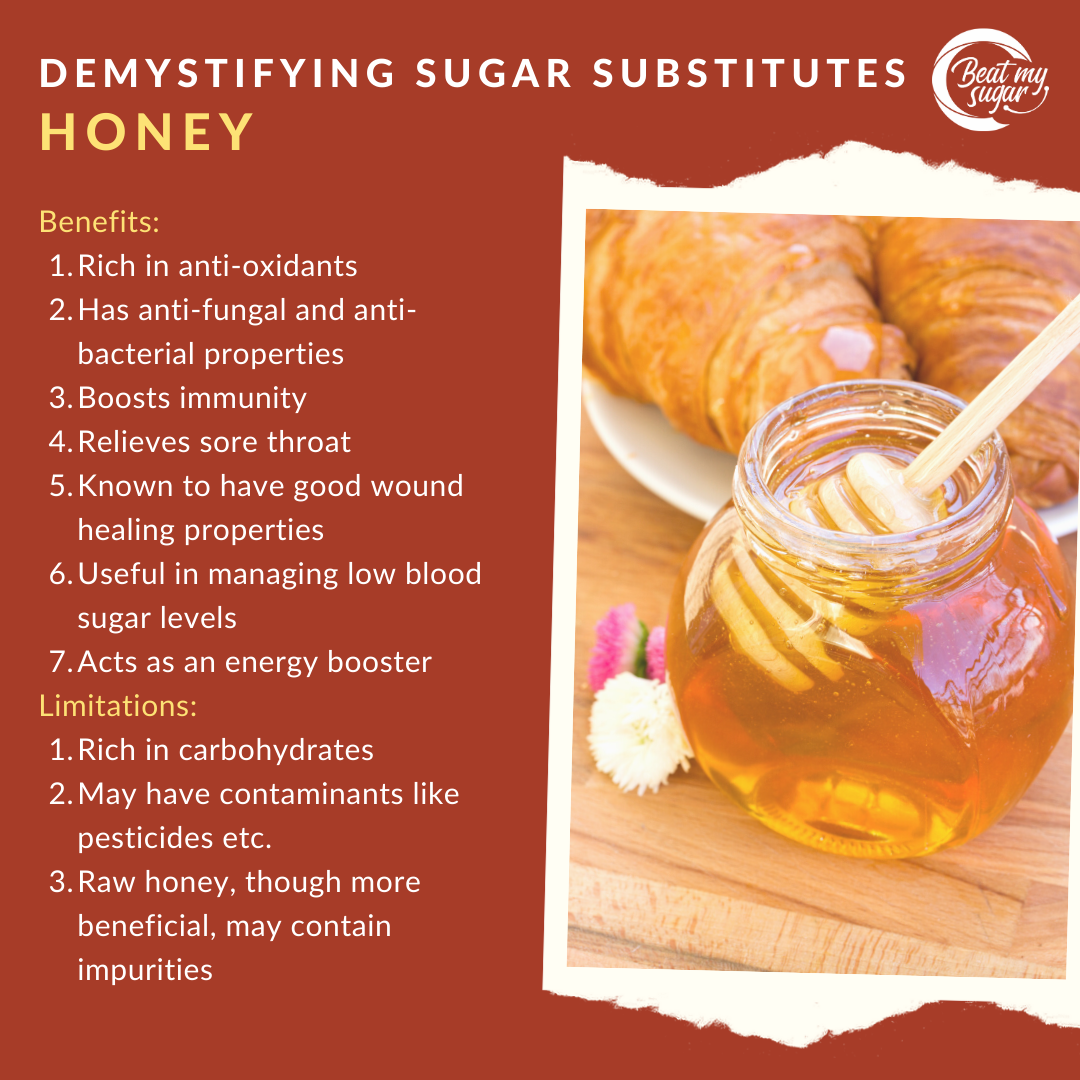 DEMYSTIFYING SUGAR SUBSTITUTES
HONEY
Beat my
sugar
Benefits:
1. Rich in anti-oxidants
2. Has anti-fungal and anti-
bacterial properties
3. Boosts immunity
4. Relieves sore throat
5. Known to have good wound
healing properties
6. Useful in managing low blood
sugar levels
7. Acts as an energy booster
Limitations:
1. Rich in carbohydrates
2. May have contaminants like
pesticides etc.
3. Raw honey, though more
beneficial, may contain
impurities